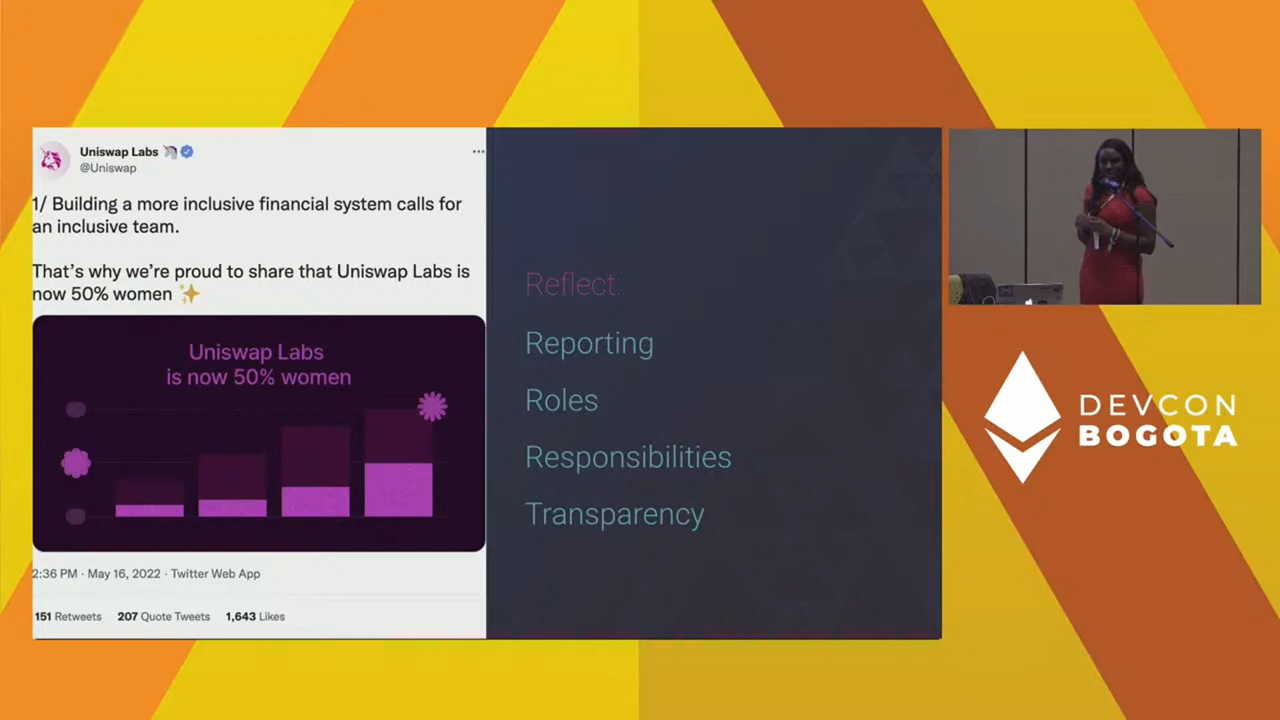 Uniswap Labs
@Uniswap
1/ Building a more inclusive financial system calls for
an inclusive team.
That's why we're proud to share that Uniswap Labs is
now 50% women ✨
Uniswap Labs
is now 50% women
2:36 PM · May 16, 2022 · Twitter Web App
151 Retweets 207 Quote Tweets 1,643 Likes
Reflect:
Reporting
Roles
Responsibilities
Transparency
DEVCON
BOGOTA